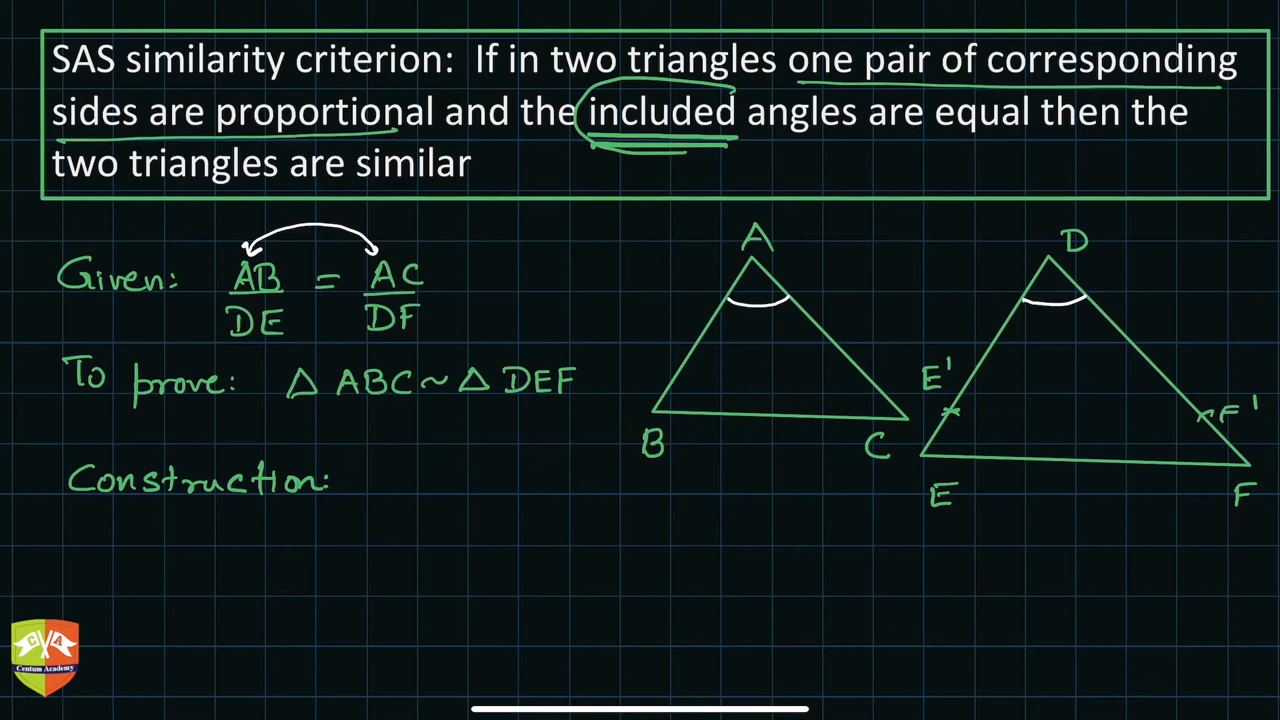 SAS similarity criterion: If in two triangles one pair of corresponding
sides are proportional and the included angles are equal then the
two triangles are similar
Given: AB/DE = AC/DF
To prove: △ ABC ~ △ DEF
Construction:
A
B
C
D
E'
F'
E
F
C A
Centum Academy